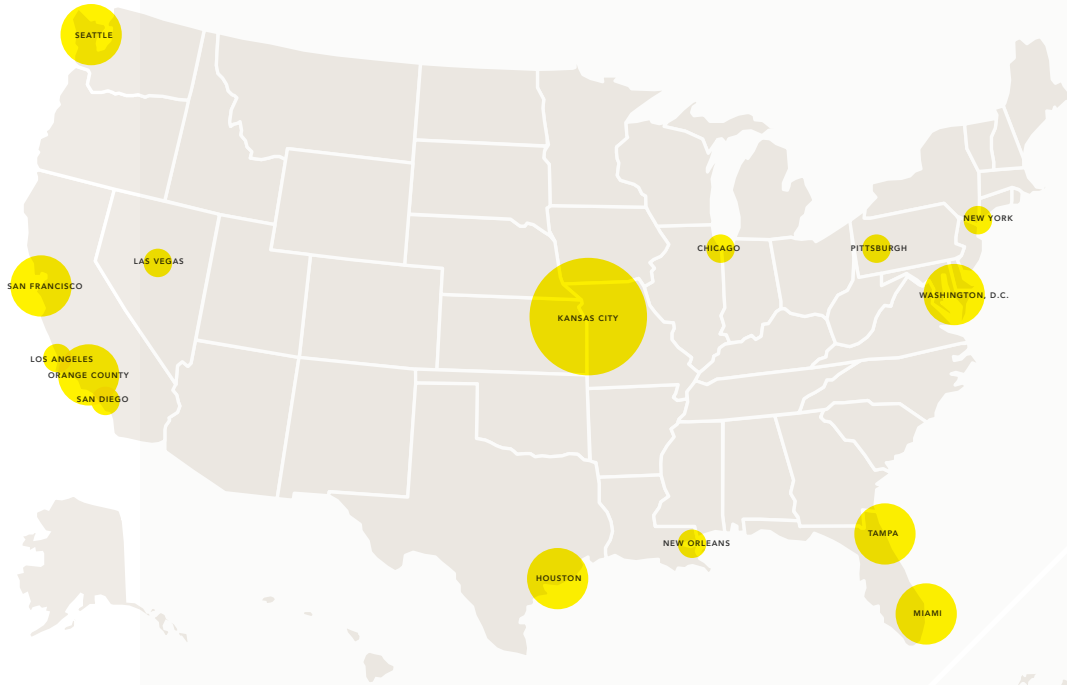 SEATTLE
NEW YORK
CHICAGO
PITTSBURGH
LAS VEGAS
SAN FRANCISCO
WASHINGTON, D.C.
KANSAS CITY
LOS ANGELES
ORANGE COUNTY
SAN DIEGO
TAMPA
NEW ORLEANS
HOUSTON
MIAMI